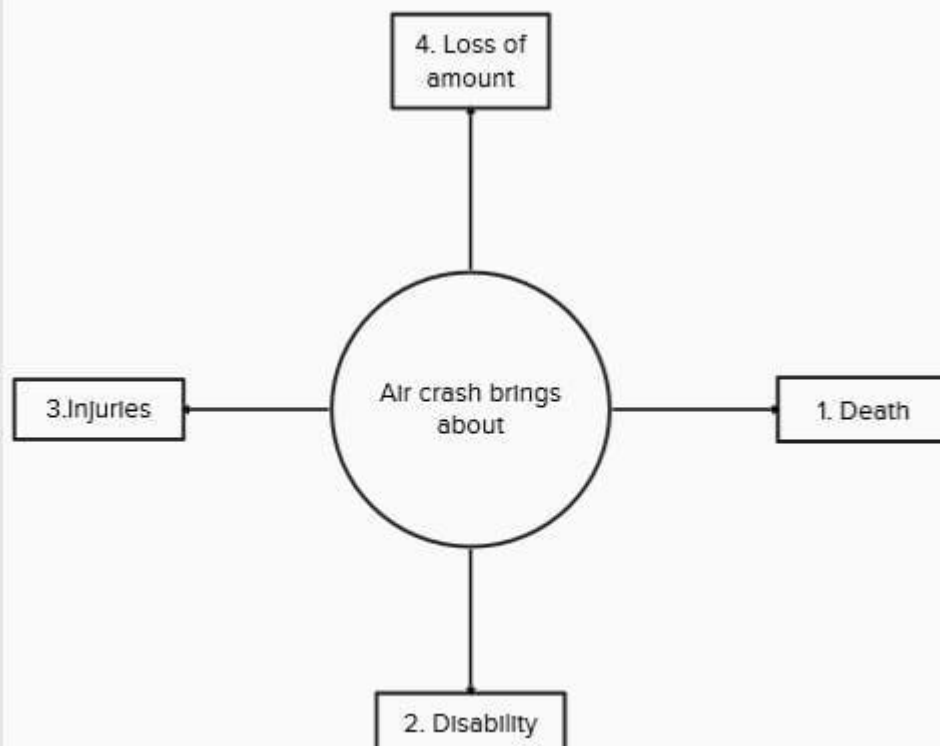 4. Loss of
amount
3.Injuries
Air crash brings
about
1. Death
2. Disability